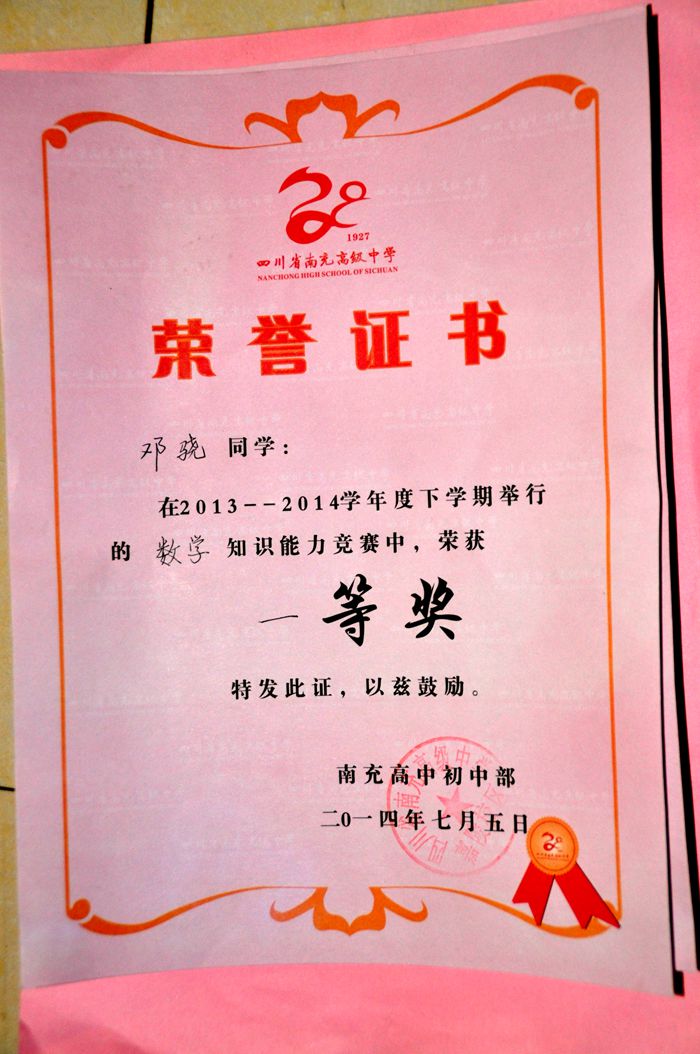 1927
四川省南充高级中学
NANCHONG HIGH SCHOOL OF SICHUAN
荣誉证书
邓骁 同学：
在2013--2014学年度下学期举行
的 数学 知识能力竞赛中，荣获
一等奖
特发此证，以兹鼓励。
南充高中初中部
二0一四年七月五日